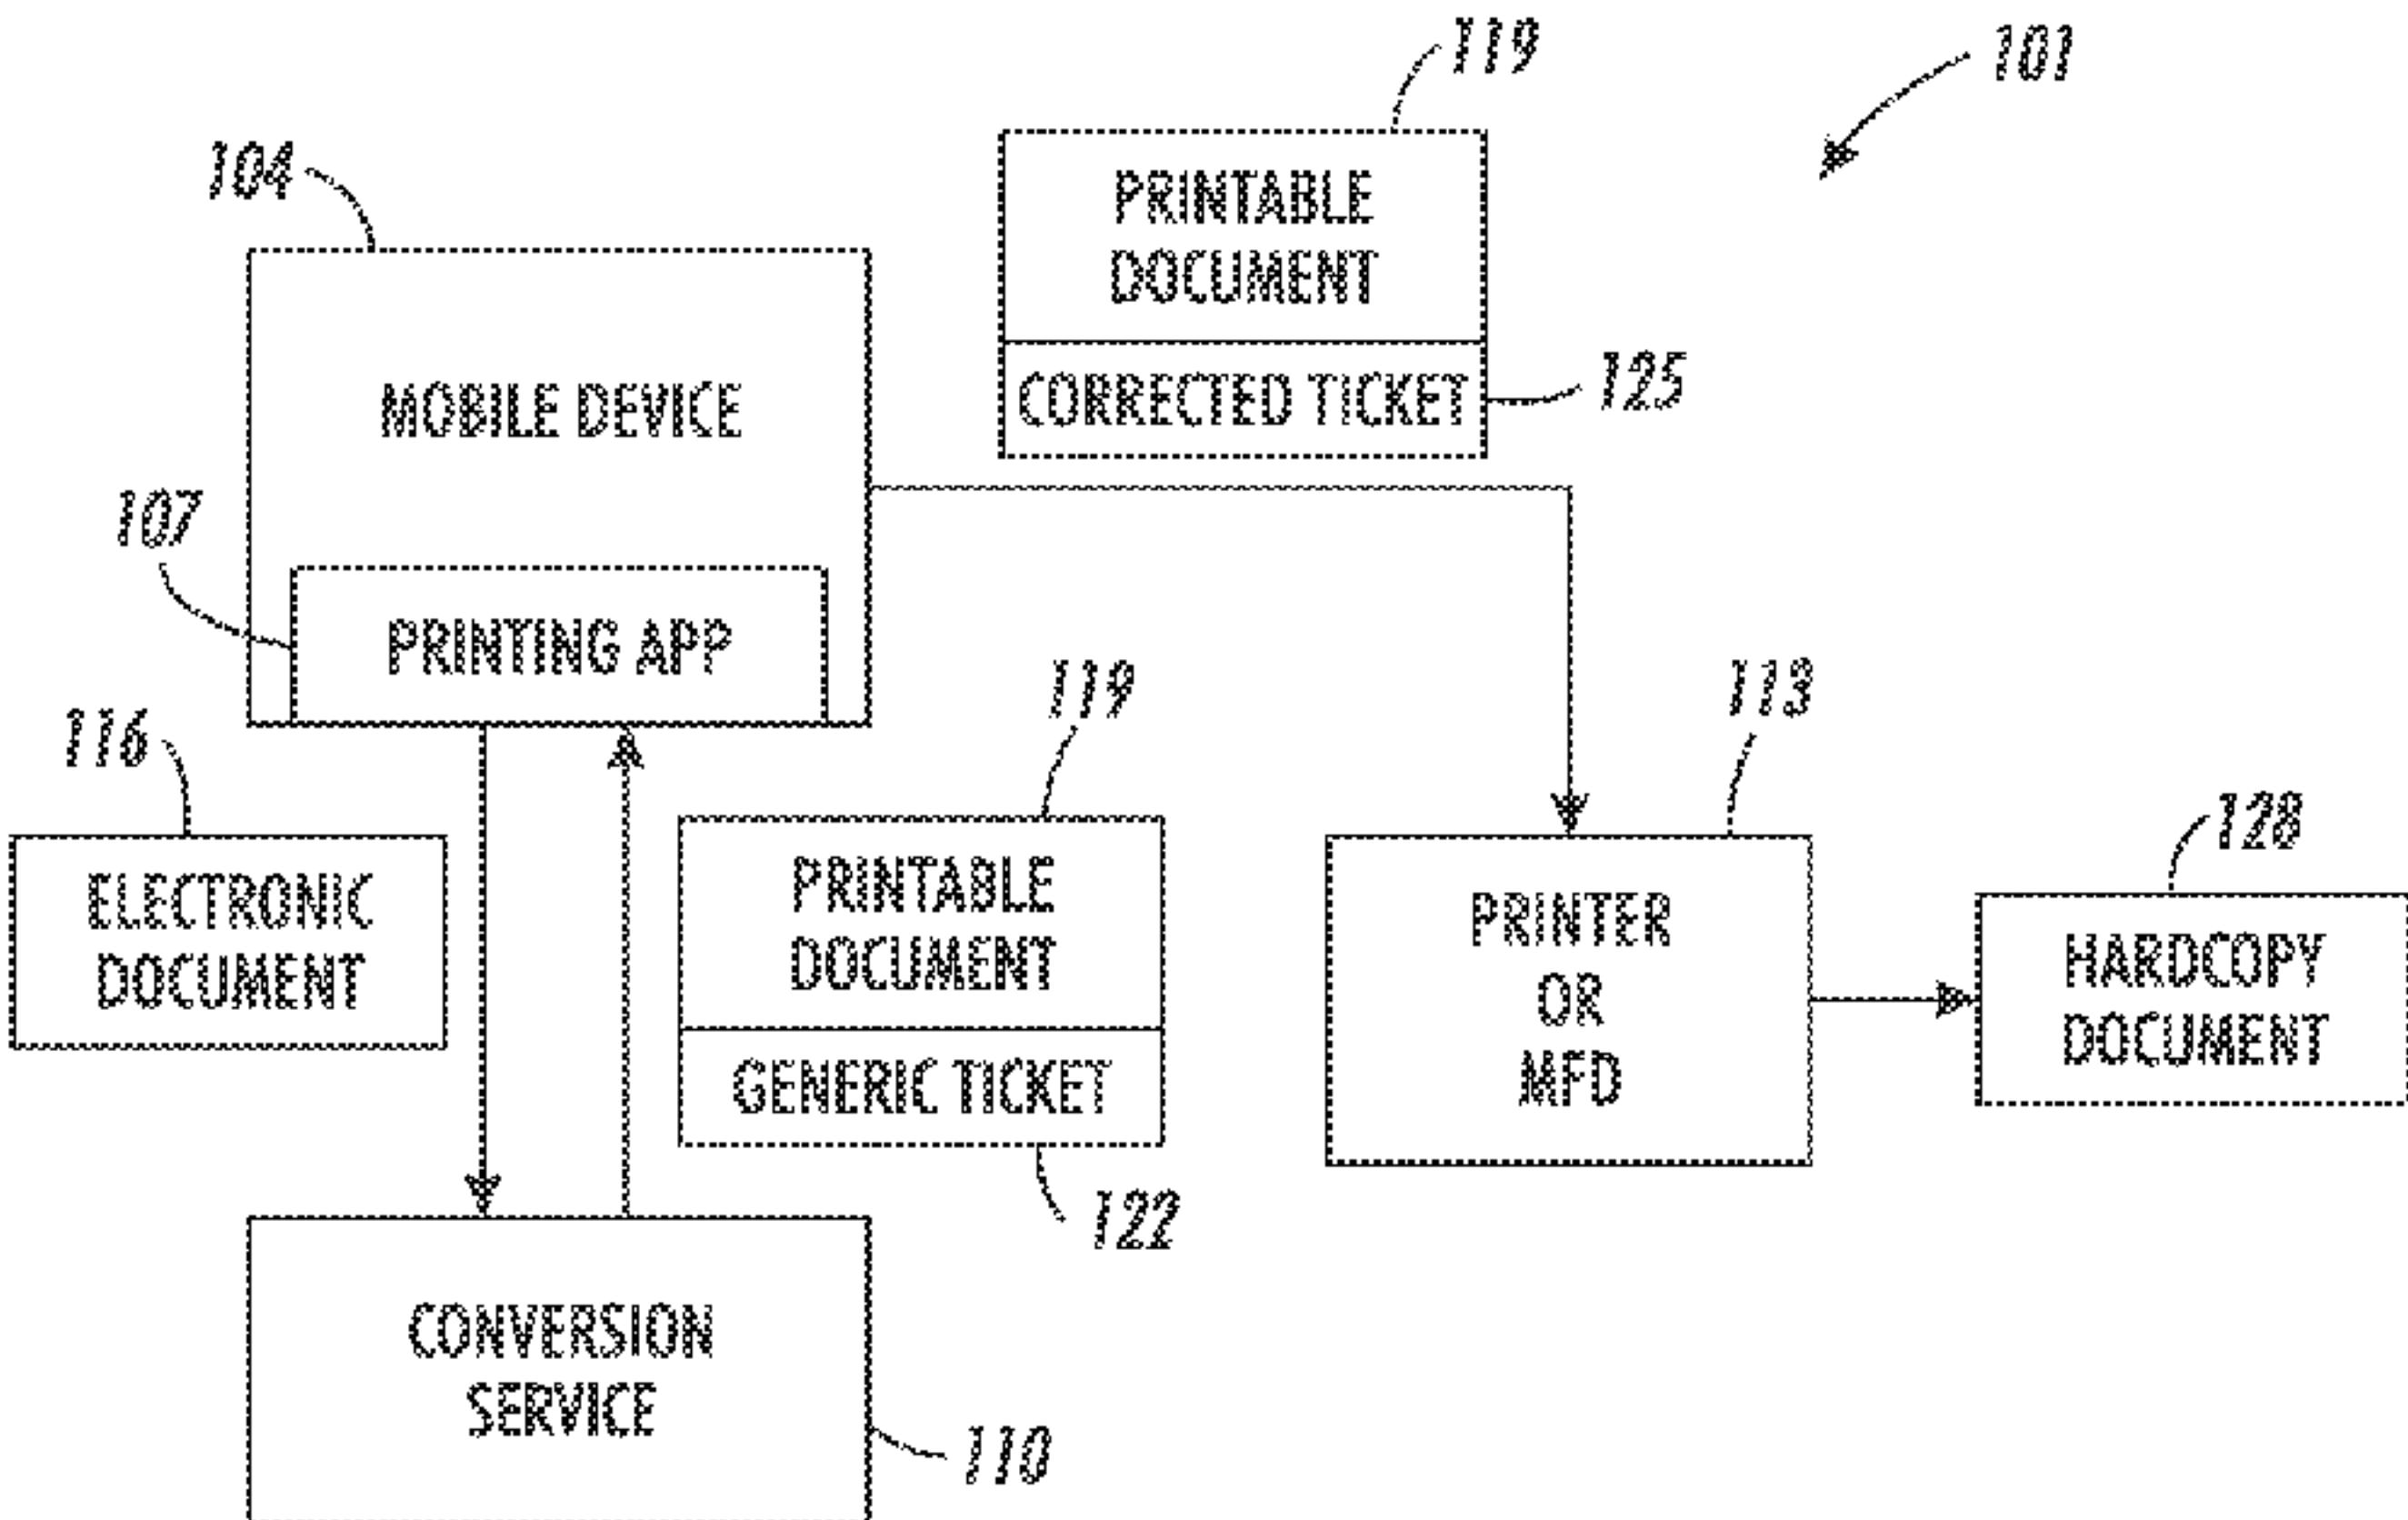 119
101
104
PRINTABLE
DOCUMENT
CORRECTED TICKET
125
MOBILE DEVICE
107
PRINTING APP
119
113
116
128
ELECTRONIC
DOCUMENT
PRINTABLE
DOCUMENT
GENERIC TICKET
122
PRINTER
OR
MFD
HARDCOPY
DOCUMENT
CONVERSION
SERVICE
110